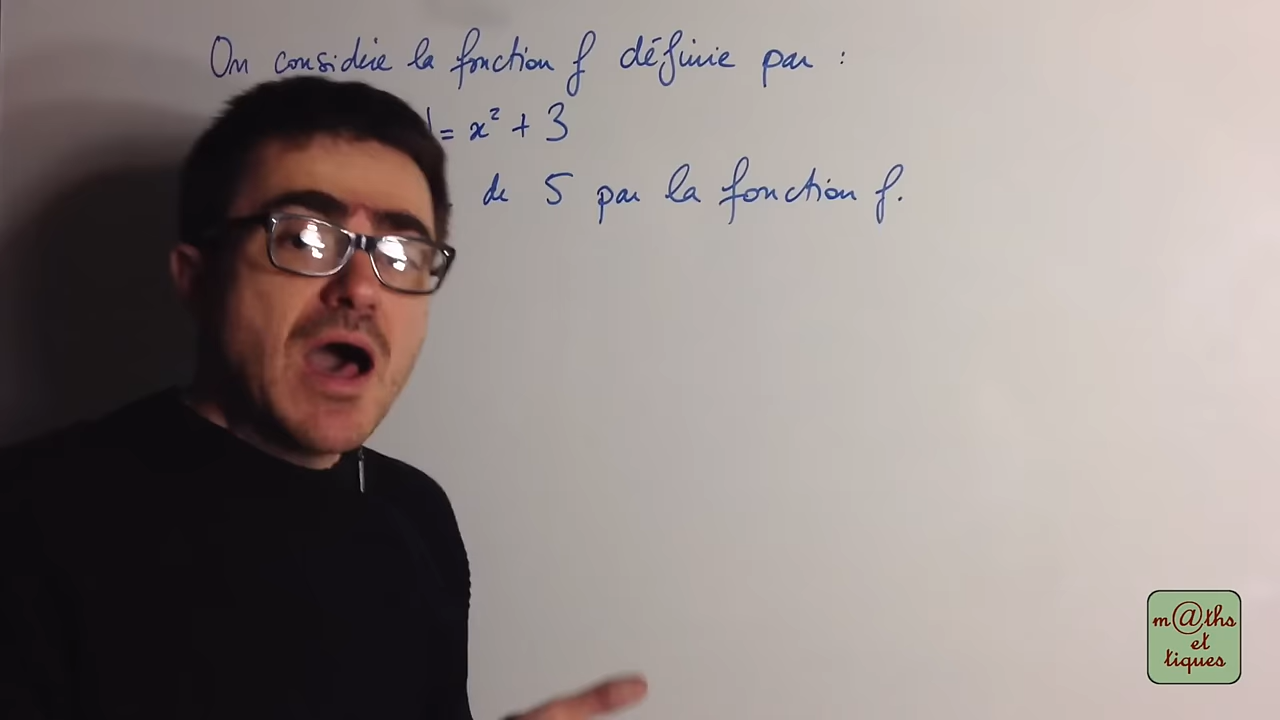 On considère la fonction f définie par :
= x² + 3
de 5 par la fonction f.
m@ths
et
tiques